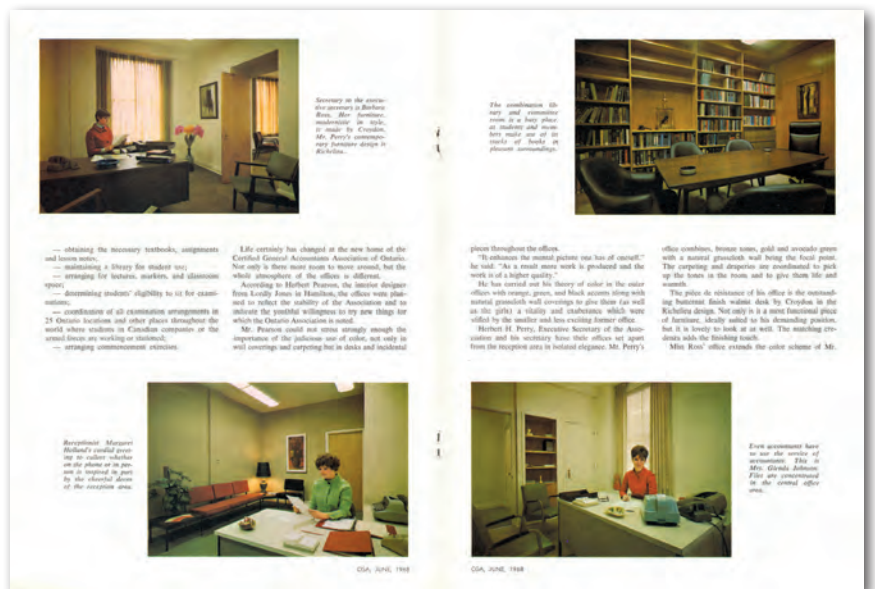 Secretary to the execu-
tive secretary is Barbara
Ross. Her furniture,
modernistic in style,
is made by Croydon.
Mr. Perry's contempo-
rary furniture design is
Richelieu.
— obtaining the necessary textbooks, assignments
and lesson notes;
— maintaining a library for student use;
— arranging for lectures, markers, and classroom
space;
— determining students' eligibility to sit for exami-
nations;
— coordination of all examination arrangements in
25 Ontario locations and other places throughout the
world where students in Canadian companies or the
armed forces are working or stationed;
— arranging commencement exercises.
Life certainly has changed at the new home of the
Certified General Accountants Association of Ontario.
Not only is there more room to move around, but the
whole atmosphere of the offices is different.
According to Herbert Pearson, the interior designer
from Lordly Jones in Hamilton, the offices were plan-
ned to reflect the stability of the Association and to
indicate the youthful willingness to try new things for
which the Ontario Association is noted.
Mr. Pearson could not stress strongly enough the
importance of the judicious use of color, not only in
wall coverings and carpeting but in desks and incidental
Receptionist Margaret
Holland's cordial greet-
ing to callers whether
on the phone or in per-
son is inspired in part
by the cheerful decor
of the reception area.
CGA, JUNE, 1968
The combination lib-
rary and committee
room is a busy place
as students and mem-
bers make use of its
stacks of books in
pleasant surroundings.
pieces throughout the offices.
"It enhances the mental picture one has of oneself,"
he said. "As a result more work is produced and the
work is of a higher quality."
He has carried out his theory of color in the outer
offices with orange, green, and black accents along with
natural grasscloth wall coverings to give them (as well
as the girls) a vitality and exuberance which were
stifled by the smaller and less exciting former office.
Herbert H. Perry, Executive Secretary of the Asso-
ciation and his secretary have their offices set apart
from the reception area in isolated elegance. Mr. Perry's
office combines, bronze tones, gold and avocado green
with a natural grasscloth wall being the focal point.
The carpeting and draperies are coordinated to pick
up the tones in the room and to give them life and
warmth.
The pièce de resistance of his office is the outstand-
ing butternut finish walnut desk by Croydon in the
Richelieu design. Not only is it a most functional piece
of furniture, ideally suited to his demanding position,
but it is lovely to look at as well. The matching cre-
denza adds the finishing touch.
Miss Ross' office extends the color scheme of Mr.
Even accountants have
to use the service of
accountants. This is
Mrs. Glenda Johnson.
Files are concentrated
in the central office
area.
CGA, JUNE, 1968